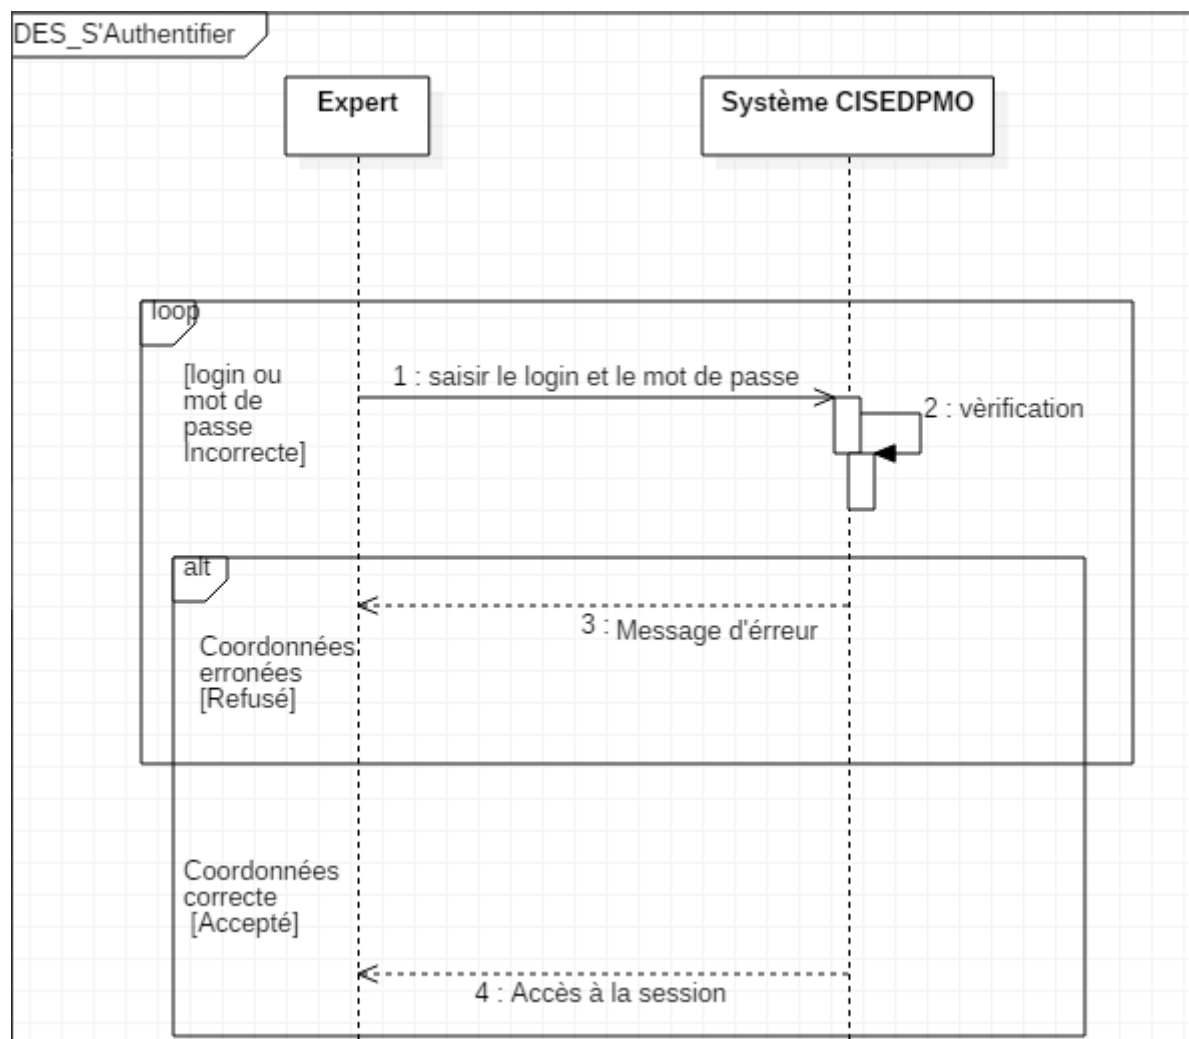 DES_S'Authentifier
Expert
Système CISEDPMO
loop
[login ou
mot de
passe
Incorrecte]
1 : saisir le login et le mot de passe
2 : vèrification
alt
3 : Message d'érreur
Coordonnées
erronées
[Refusé]
Coordonnées
correcte
[Accepté]
4 : Accès à la session